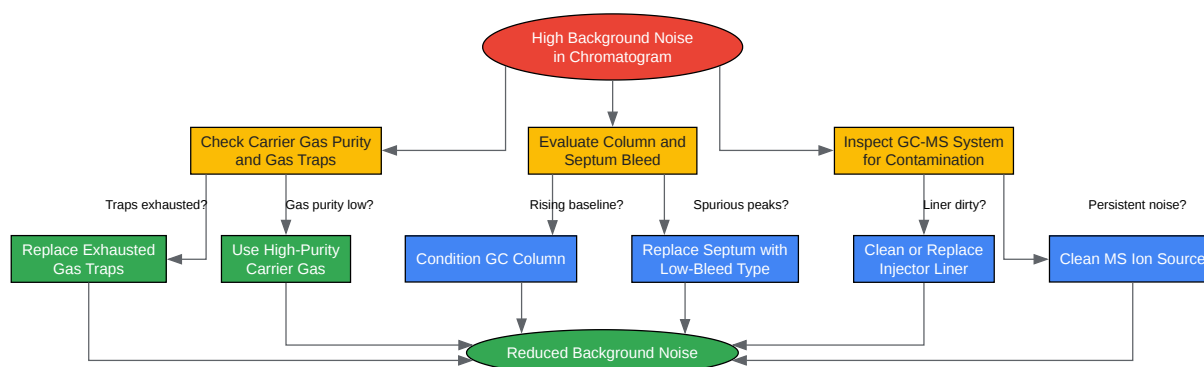 High Background Noise
in Chromatogram
Check Carrier Gas Purity
and Gas Traps
Evaluate Column and
Septum Bleed
Inspect GC-MS System
for Contamination
Traps exhausted?
Gas purity low?
Rising baseline?
Spurious peaks?
Liner dirty?
Persistent noise?
Replace Exhausted
Gas Traps
Use High-Purity
Carrier Gas
Condition GC Column
Replace Septum with
Low-Bleed Type
Clean or Replace
Injector Liner
Clean MS Ion Source
Reduced Background Noise